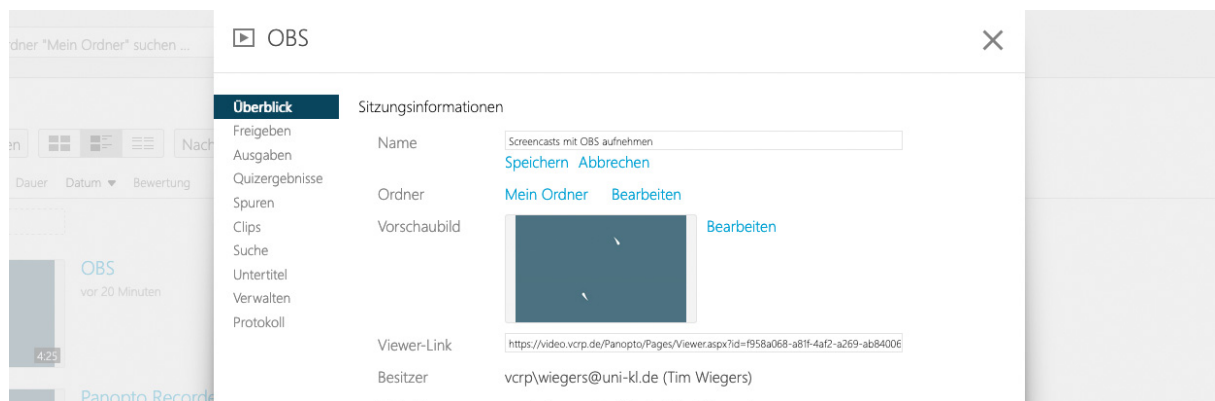 rdner "Mein Ordner" suchen ...
OBS
Überblick
Freigeben
Ausgaben
Quizergebnisse
Spuren
Clips
Suche
Untertitel
Verwalten
Protokoll
Sitzungsinformationen
Name
Screencasts mit OBS aufnehmen
Speichern Abbrechen
Ordner
Mein Ordner Bearbeiten
Vorschaubild
Bearbeiten
Viewer-Link
https://video.vcrp.de/Panopto/Pages/Viewer.aspx?id=f958a068-a81f-4af2-a269-ab84006
Besitzer
vcrp\wiegers@uni-kl.de (Tim Wiegers)
en
Nach
Dauer Datum ▼ Bewertung
OBS
vor 20 Minuten
4:25
Panopto Recorde